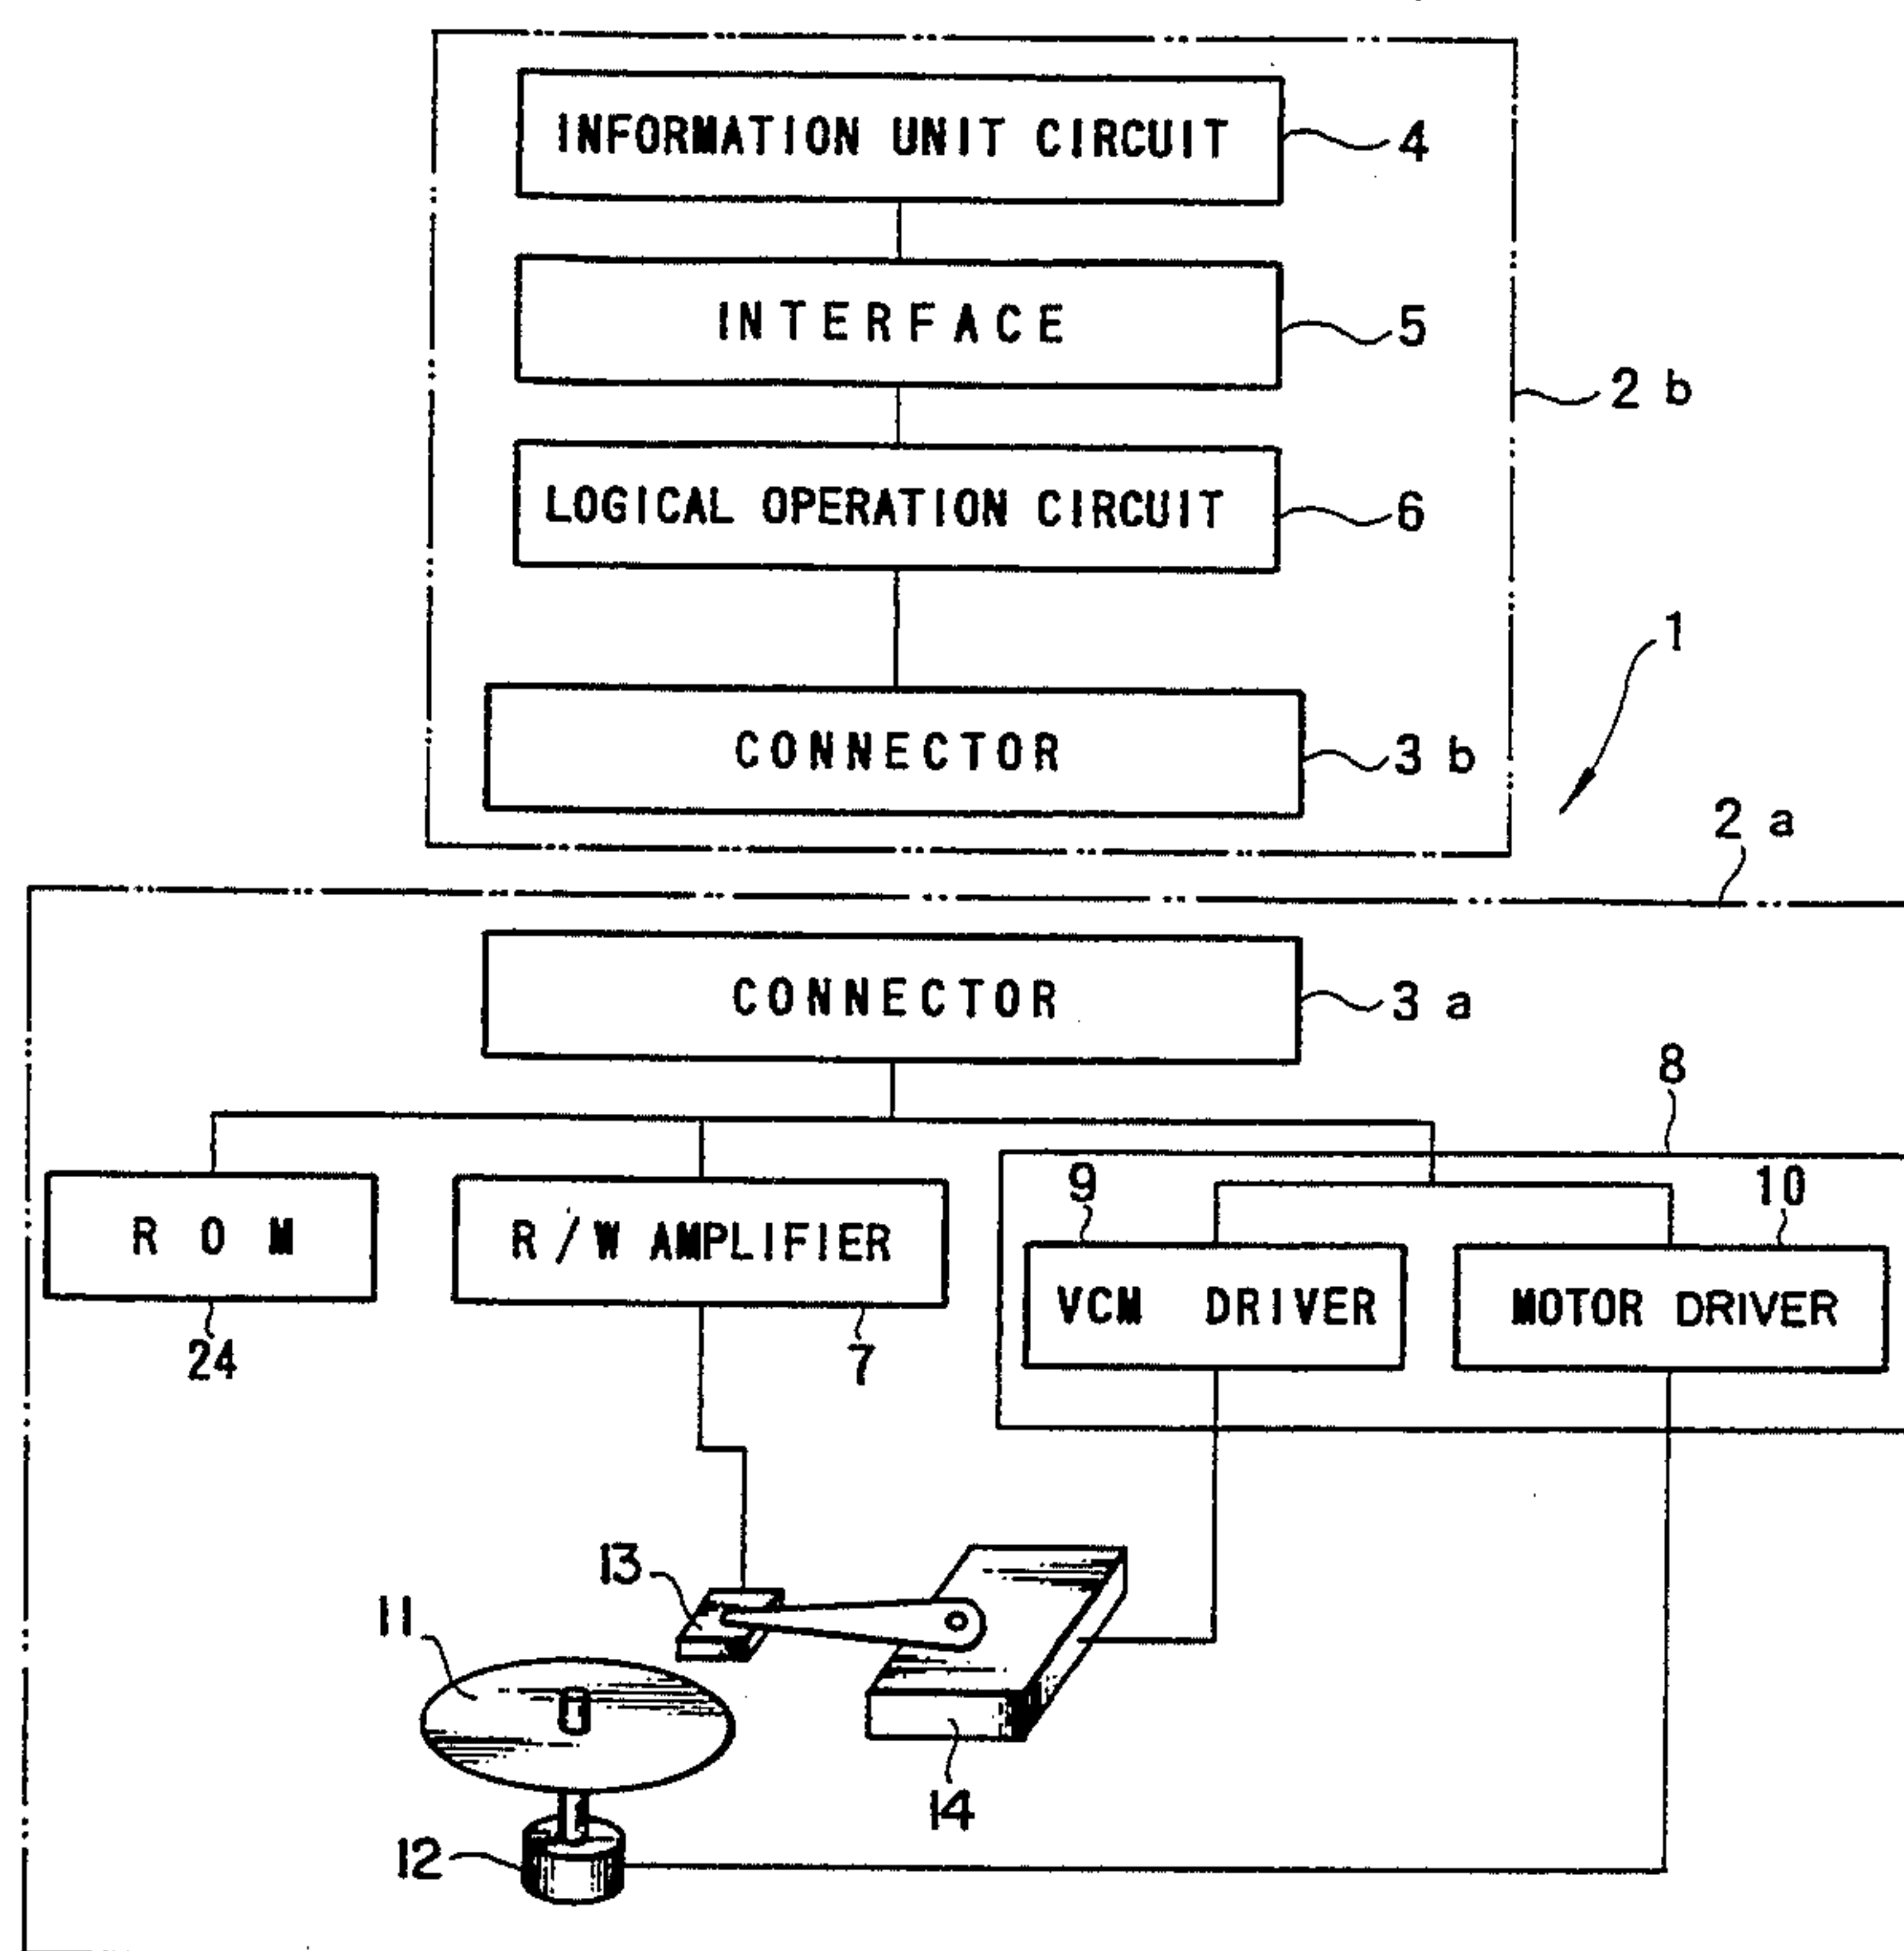 INFORMATION UNIT CIRCUIT
4
INTERFACE
5
2 b
LOGICAL OPERATION CIRCUIT
6
1
CONNECTOR
3 b
2 a
CONNECTOR
3 a
8
9
10
R O M
R/W AMPLIFIER
VCM DRIVER
MOTOR DRIVER
24
7
13
11
14
12